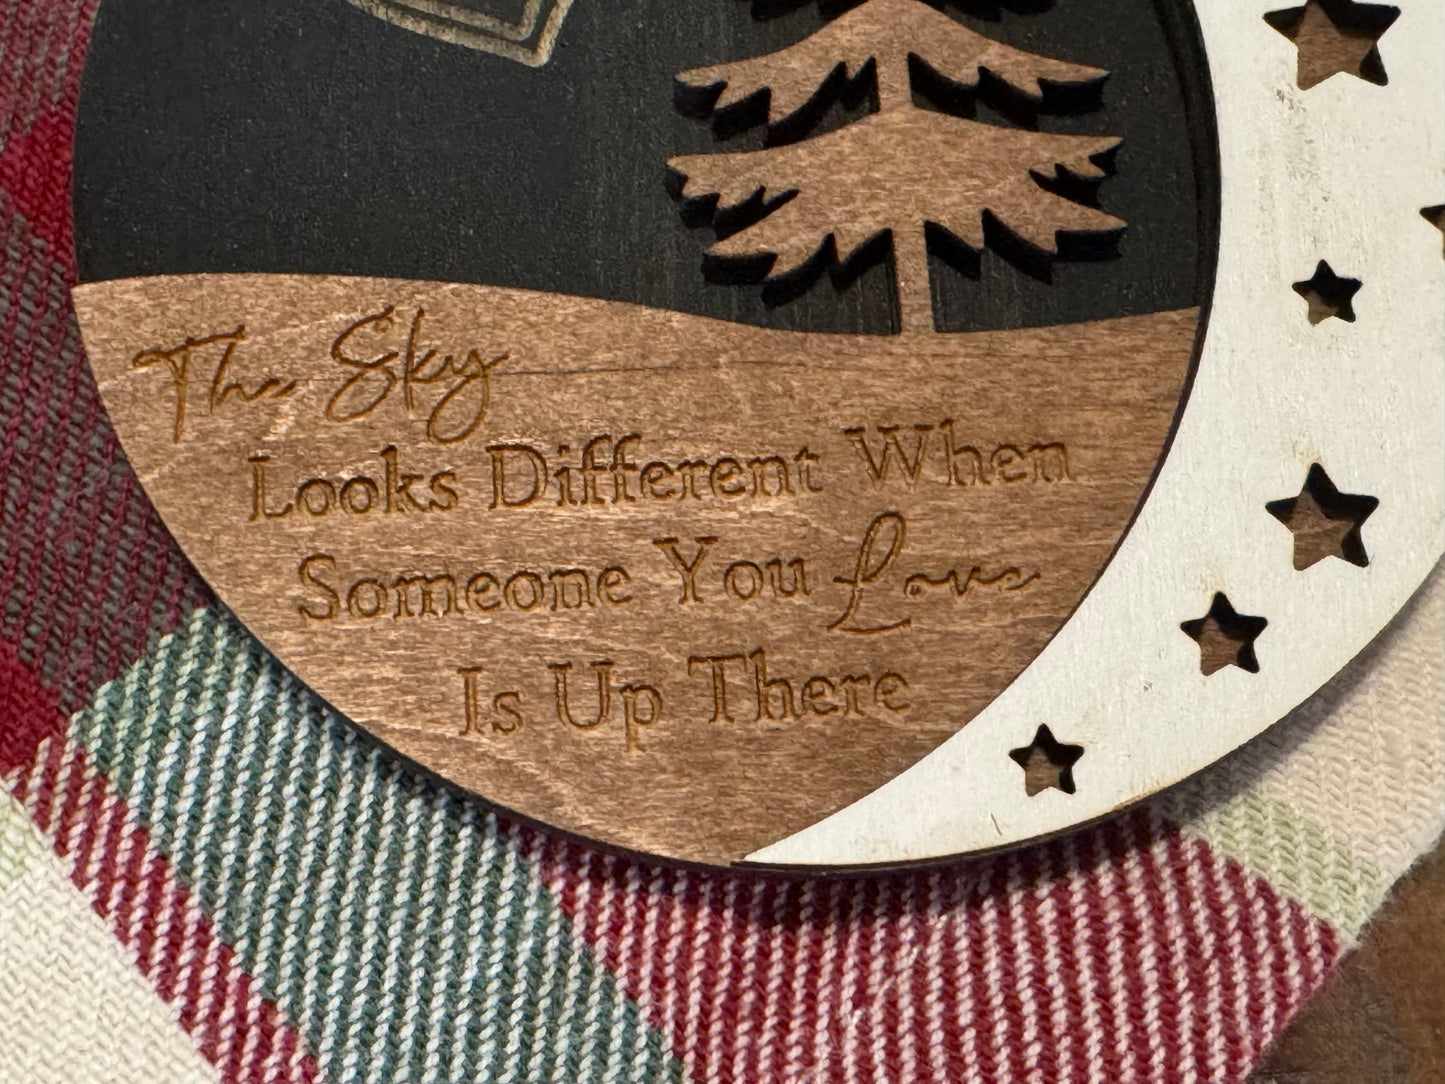 The Sky
Looks Different When
Someone You Love
Is Up There